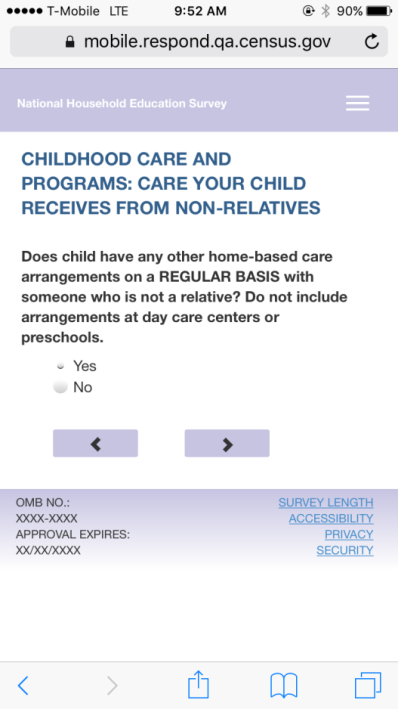 T-Mobile LTE 9:52 AM 90%
mobile.respond.qa.census.gov
National Household Education Survey
CHILDHOOD CARE AND
PROGRAMS: CARE YOUR CHILD
RECEIVES FROM NON-RELATIVES
Does child have any other home-based care
arrangements on a REGULAR BASIS with
someone who is not a relative? Do not include
arrangements at day care centers or
preschools.
Yes
No
OMB NO.:
XXXX-XXXX
APPROVAL EXPIRES:
XX/XX/XXXX
SURVEY LENGTH
ACCESSIBILITY
PRIVACY
SECURITY